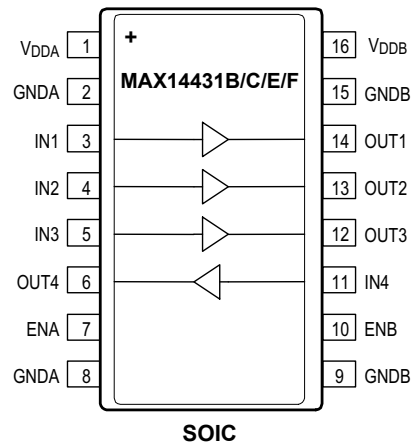 VDDA 1 + 16 VDDB
MAX14431B/C/E/F
GNDA 2 15 GNDB
IN1 3 14 OUT1
IN2 4 13 OUT2
IN3 5 12 OUT3
OUT4 6 11 IN4
ENA 7 10 ENB
GNDA 8 9 GNDB
SOIC